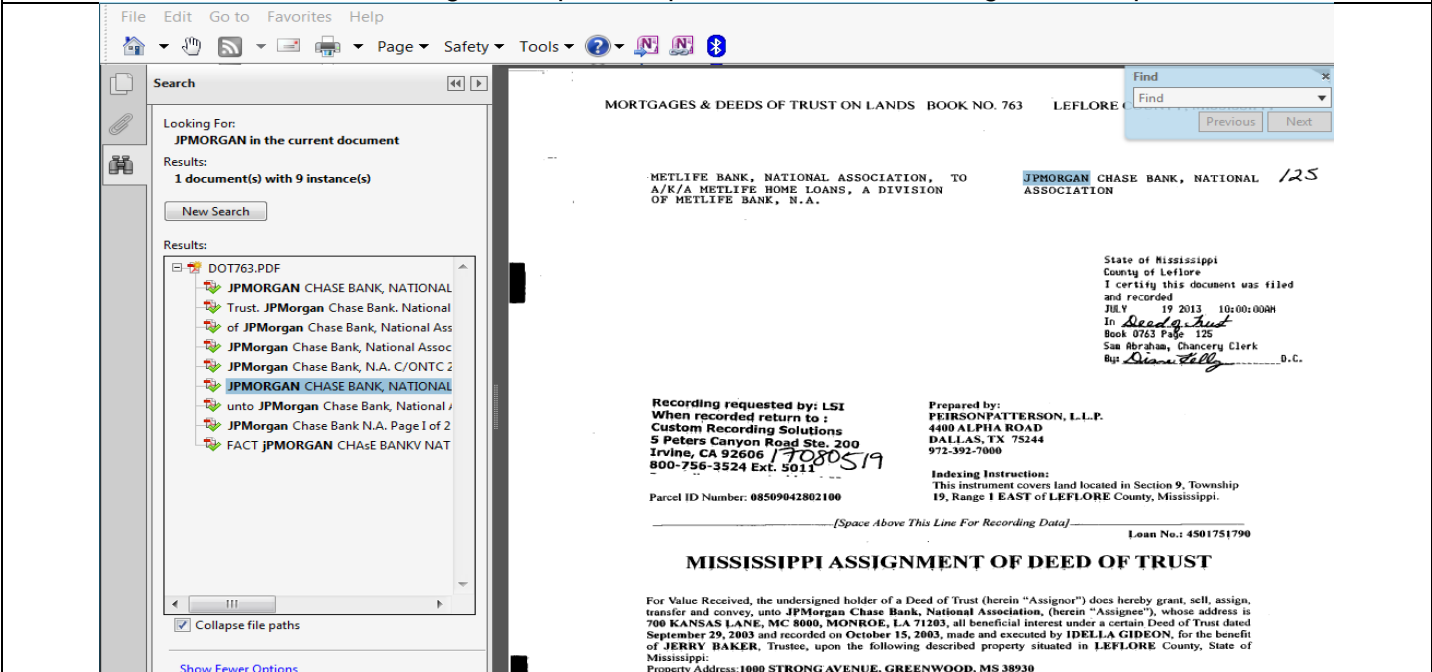 File Edit Go to Favorites Help
Page Safety Tools
Search
Looking For:
JPMORGAN in the current document
Results:
1 document(s) with 9 instance(s)
New Search
Results:
DOT763.PDF
JPMORGAN CHASE BANK, NATIONAL
Trust. JPMorgan Chase Bank. National
of JPMorgan Chase Bank, National Ass
JPMorgan Chase Bank, National Assoc
JPMorgan Chase Bank, N.A. C/ONTC 2
JPMORGAN CHASE BANK, NATIONAL
unto JPMorgan Chase Bank, National
JPMorgan Chase Bank N.A. Page I of 2
FACT jPMORGAN CHAsE BANKV NAT
Collapse file paths
Show Fewer Options
Find
Find
Previous Next
MORTGAGES & DEEDS OF TRUST ON LANDS BOOK NO. 763 LEFLORE
METLIFE BANK, NATIONAL ASSOCIATION, TO JPMORGAN CHASE BANK, NATIONAL 125
A/K/A METLIFE HOME LOANS, A DIVISION ASSOCIATION
OF METLIFE BANK, N.A.
State of Mississippi
County of Leflore
I certify this document was filed
and recorded
JULY 19 2013 10:00:00AM
In Deed of Trust
Book 0763 Page 125
Sam Abraham, Chancery Clerk
By: D.C.
Recording requested by: LSI
When recorded return to :
Custom Recording Solutions
5 Peters Canyon Road Ste. 200
Irvine, CA 92606 17080519
800-756-3524 Ext. 5011
Prepared by:
PEIRSONPATTERSON, L.L.P.
4400 ALPHA ROAD
DALLAS, TX 75244
972-392-7000
Indexing Instruction:
This instrument covers land located in Section 9, Township
19, Range 1 EAST of LEFLORE County, Mississippi.
Parcel ID Number: 08509042802100
[Space Above This Line For Recording Data]
Loan No.: 4501751790
MISSISSIPPI ASSIGNMENT OF DEED OF TRUST
For Value Received, the undersigned holder of a Deed of Trust (herein “Assignor”) does hereby grant, sell, assign,
transfer and convey, unto JPMorgan Chase Bank, National Association, (herein “Assignee”), whose address is
700 KANSAS LANE, MC 8000, MONROE, LA 71203, all beneficial interest under a certain Deed of Trust dated
September 29, 2003 and recorded on October 15, 2003, made and executed by IDELLA GIDEON, for the benefit
of JERRY BAKER, Trustee, upon the following described property situated in LEFLORE County, State of
Mississippi:
Property Address:1000 STRONG AVENUE, GREENWOOD, MS 38930